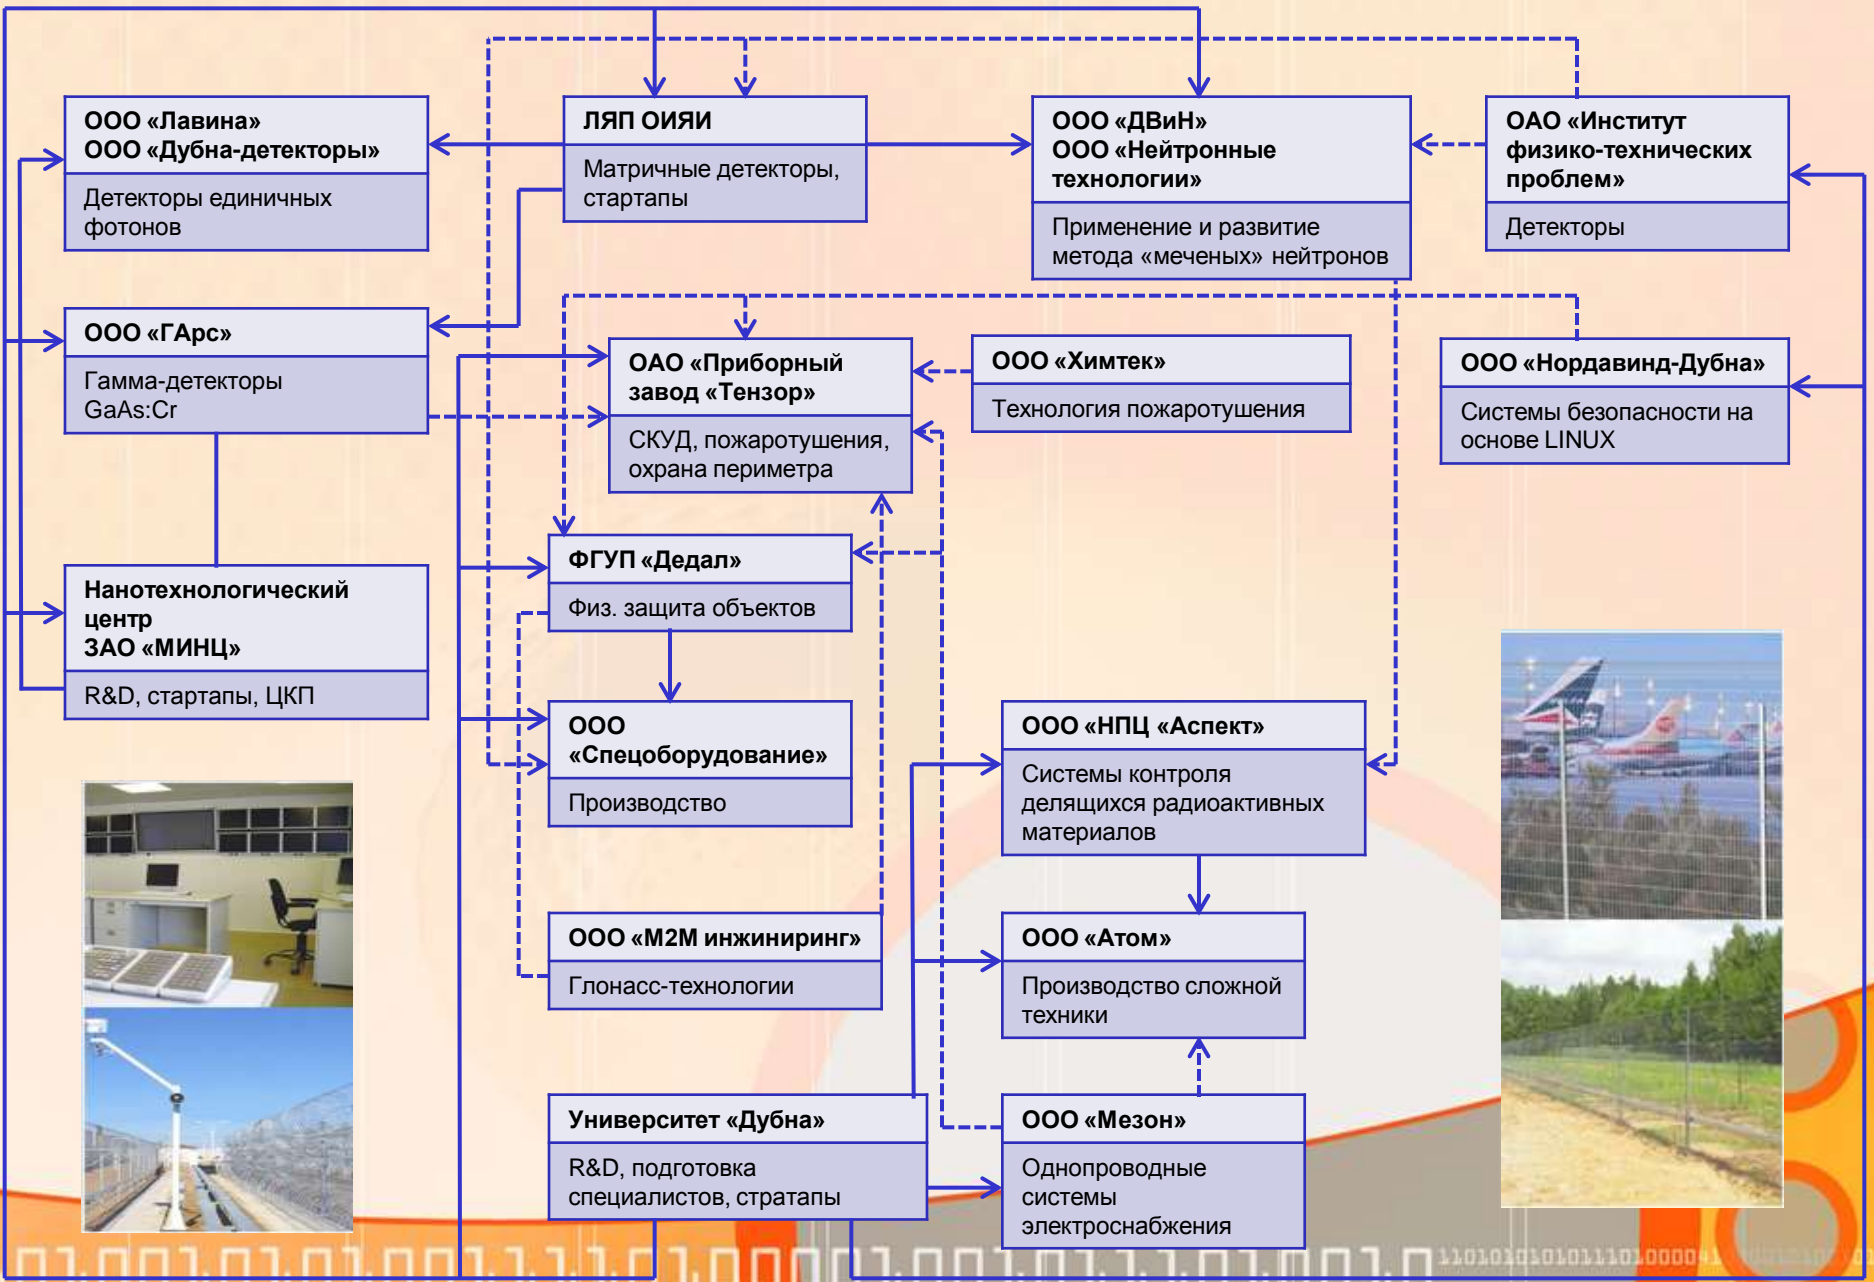 ООО «Лавина»
ООО «Дубна-детекторы»
Детекторы единичных
фотонов
ЛЯП ОИЯИ
Матричные детекторы,
стартапы
ООО «ДВиН»
ООО «Нейтронные
технологии»
Применение и развитие
метода «меченых» нейтронов
ОАО «Институт
физико-технических
проблем»
Детекторы
ООО «ГАрс»
Гамма-детекторы
GaAs:Cr
ОАО «Приборный
завод «Тензор»
СКУД, пожаротушения,
охрана периметра
ООО «Химтек»
Технология пожаротушения
ООО «Нордавинд-Дубна»
Системы безопасности на
основе LINUX
ФГУП «Дедал»
Физ. защита объектов
Нанотехнологический
центр
ЗАО «МИНЦ»
R&D, стартапы, ЦКП
ООО
«Спецоборудование»
Производство
ООО «НПЦ «Аспект»
Системы контроля
делящихся радиоактивных
материалов
ООО «М2М инжиниринг»
Глонасс-технологии
ООО «Атом»
Производство сложной
техники
Университет «Дубна»
R&D, подготовка
специалистов, стратапы
ООО «Мезон»
Однопроводные
системы
электроснабжения